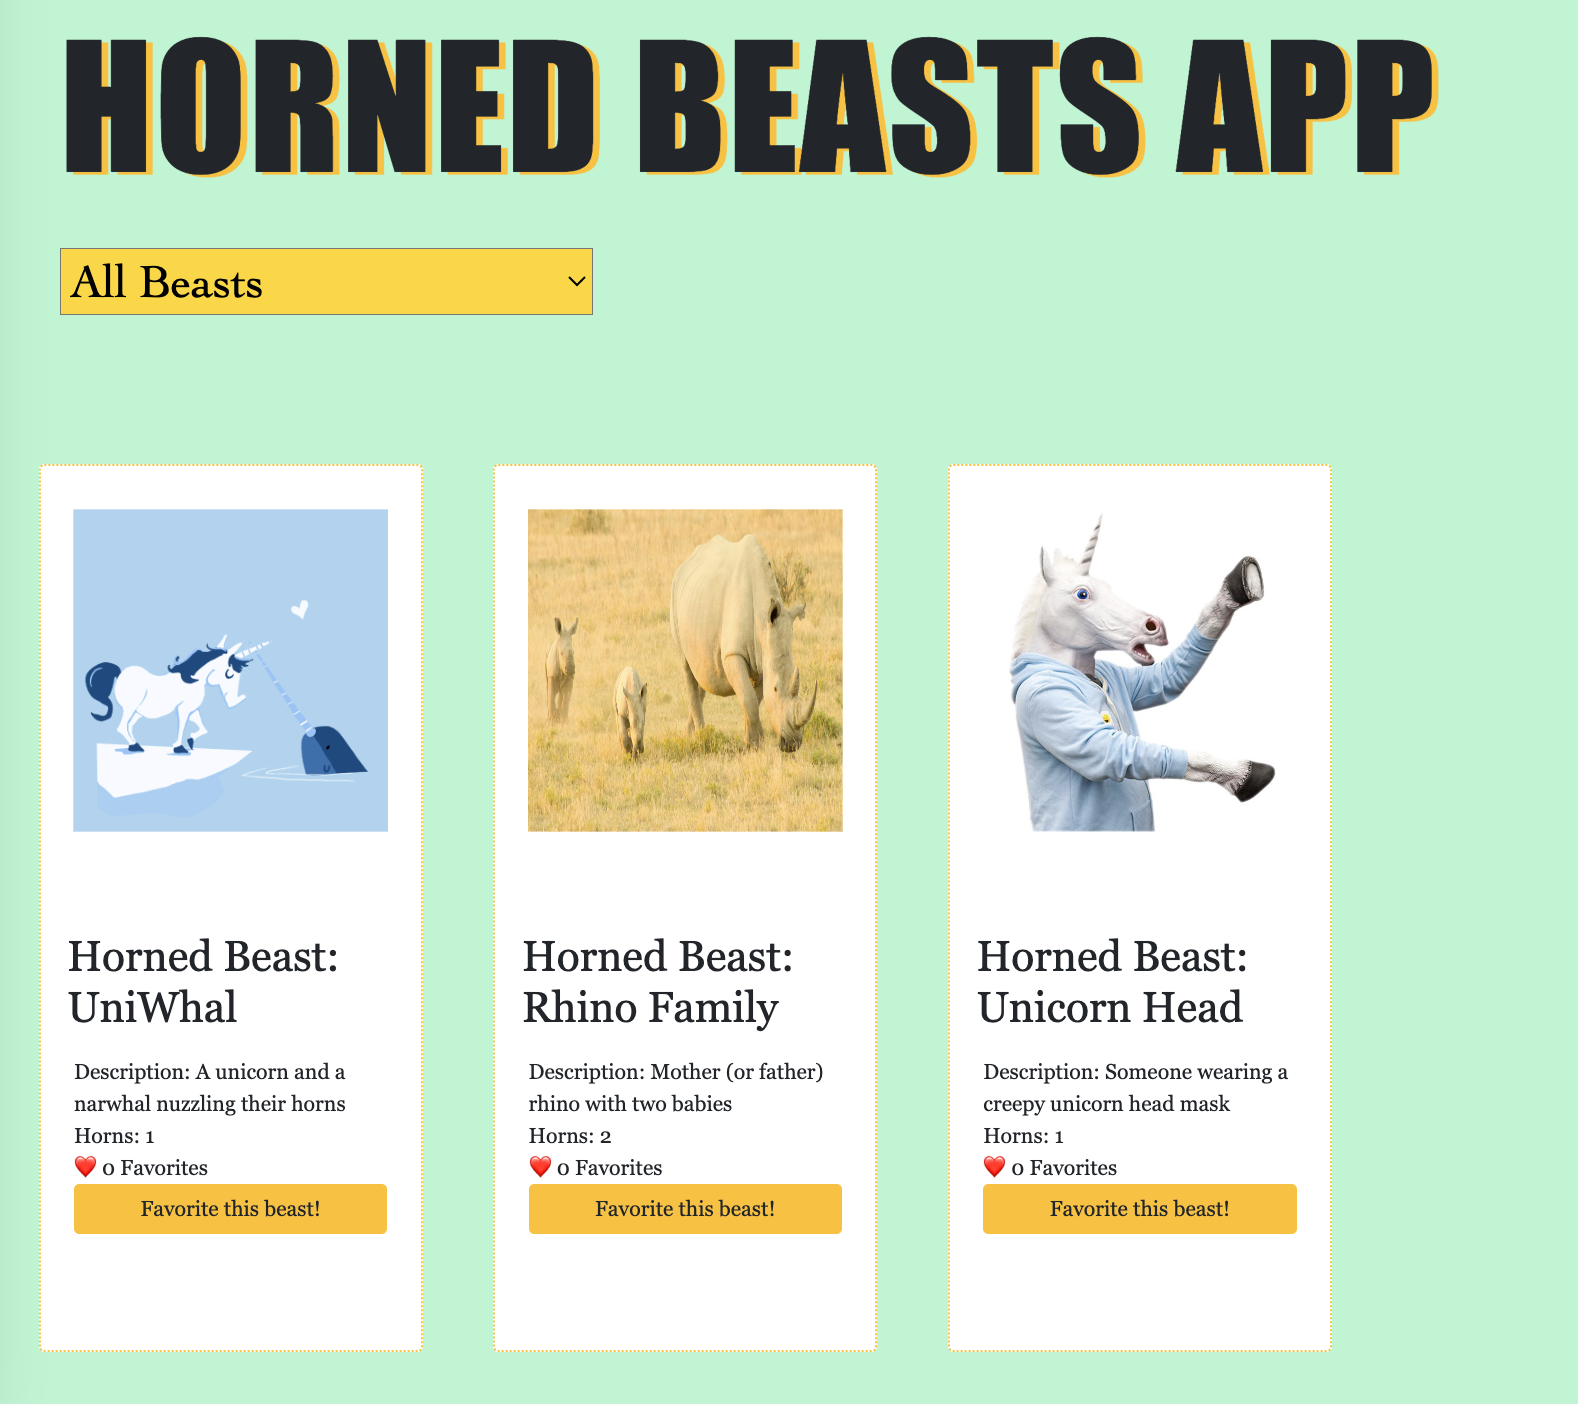 HORNED BEASTS APP
All Beasts
Horned Beast:
UniWhal
Description: A unicorn and a
narwhal nuzzling their horns
Horns: 1
❤️ 0 Favorites
Favorite this beast!
Horned Beast:
Rhino Family
Description: Mother (or father)
rhino with two babies
Horns: 2
❤️ 0 Favorites
Favorite this beast!
Horned Beast:
Unicorn Head
Description: Someone wearing a
creepy unicorn head mask
Horns: 1
❤️ 0 Favorites
Favorite this beast!